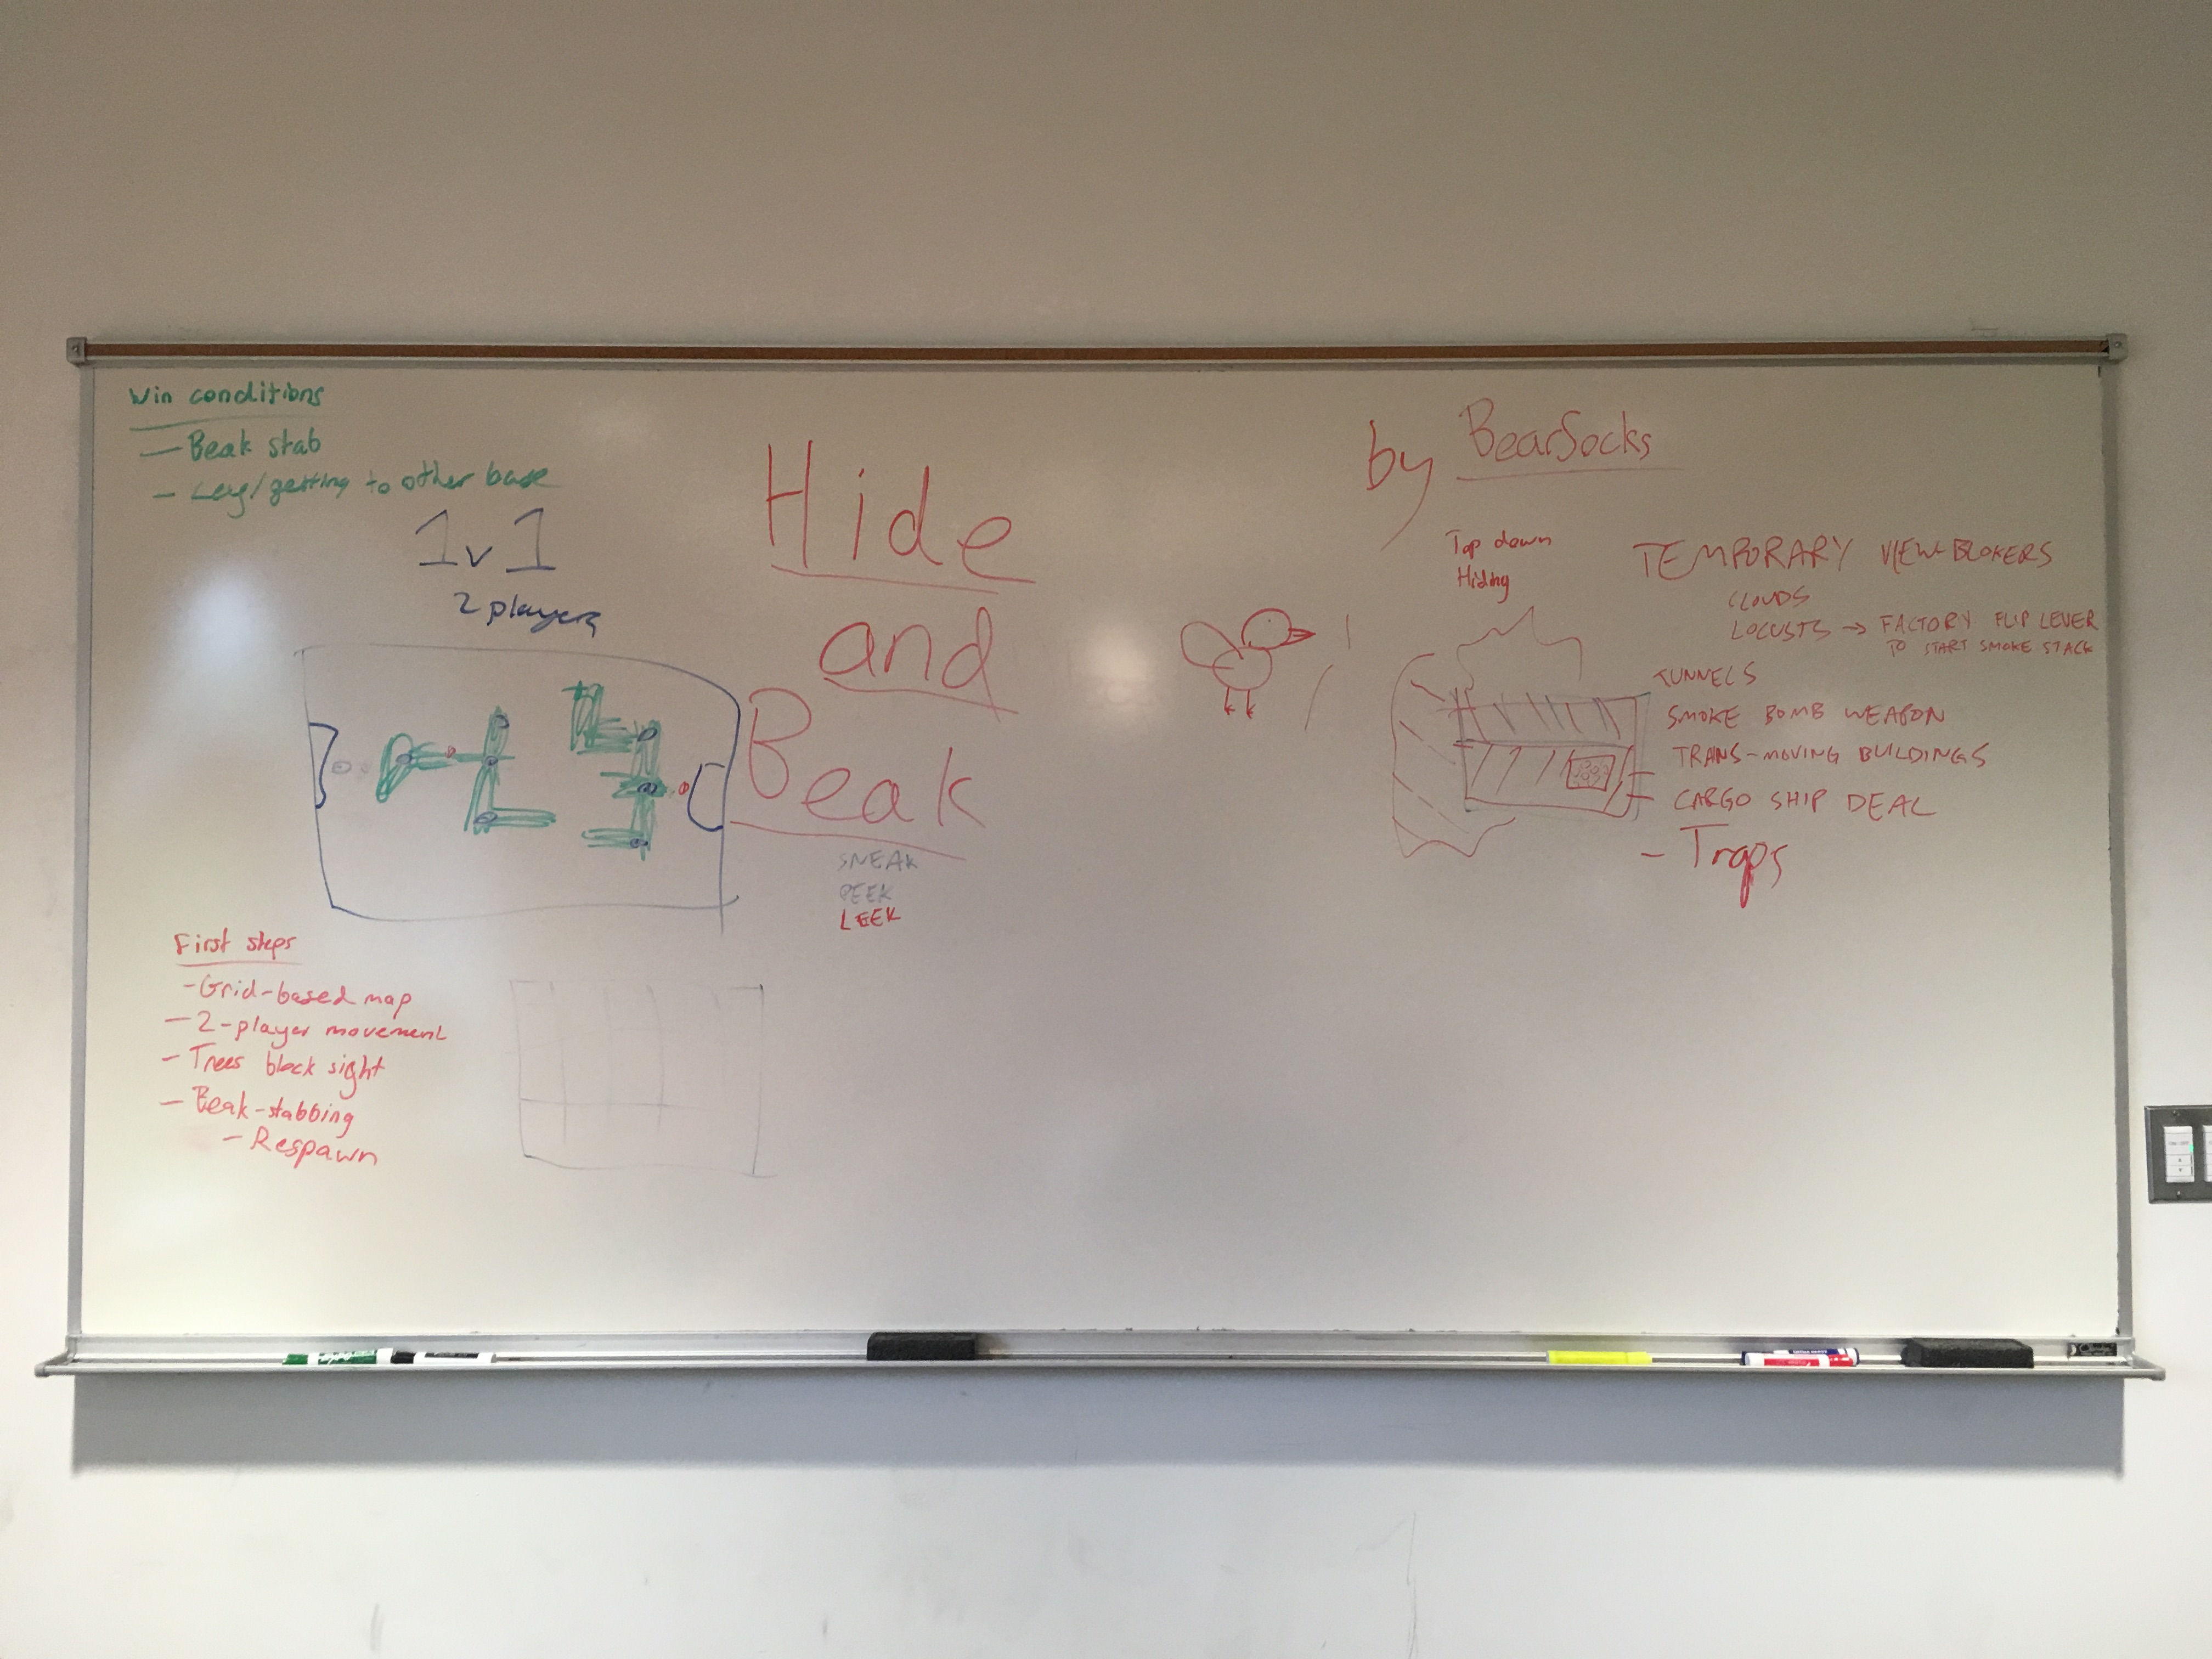 Win conditions
— Beak stab
— /getting to other base
1v1
2 players
Hide
and
Beak
SNEAK
PEEK
LEEK
by BearSocks
Top down
Hiding
TEMPORARY VIEW-BLOKERS
CLOUDS
LOCUSTS → FACTORY FLIP LEVER
TO START SMOKE STACK
TUNNELS
SMOKE BOMB WEAPON
TRANS-MOVING BUILDINGS
CARGO SHIP DEAL
- Traps
First steps
- Grid-based map
- 2-player movement
- Trees block sight
- Beak-stabbing
- Respawn